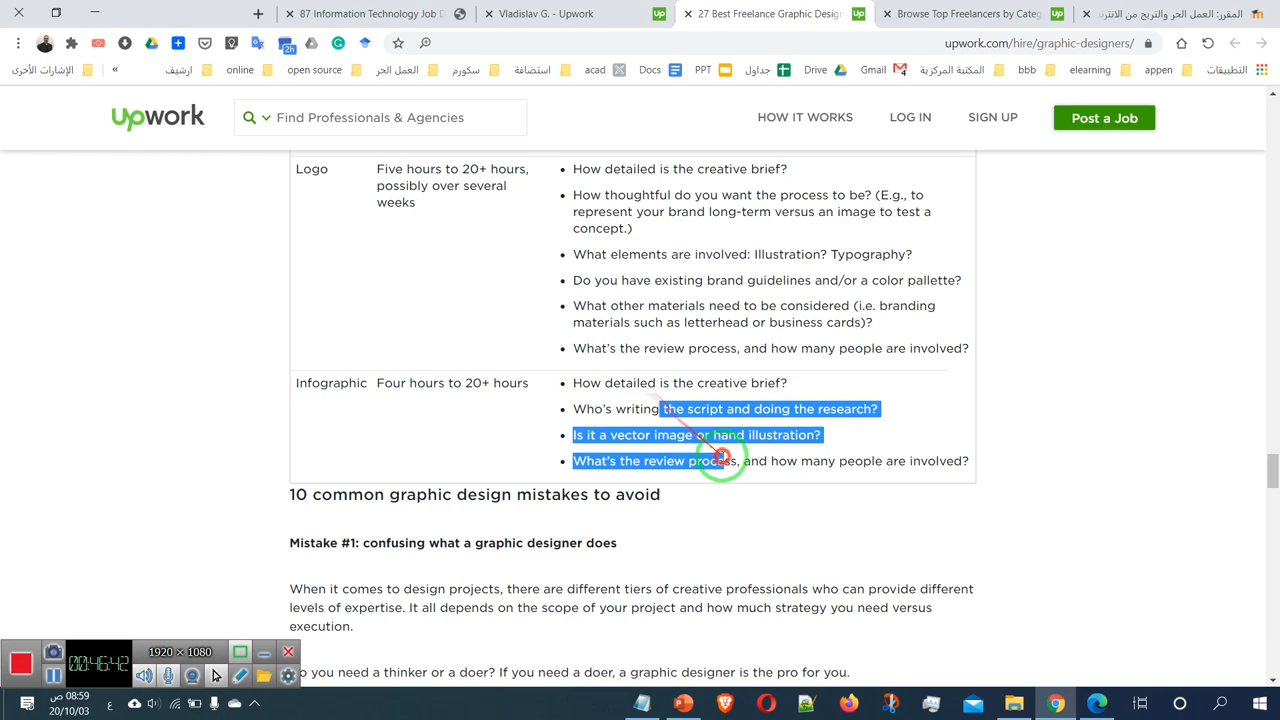 87 Information Technology Job D
Vladislav G. - Upwork
27 Best Freelance Graphic Desig
Browse Top Freelancers by Categ
المقرر: العمل الحر والتربح من الانترن
upwork.com/hire/graphic-designers/
2h
الإشارات الأخرى
»
ارشيف
online
open source
العمل الحر
سكورم
استضافة
acad
Docs
PPT
جداول
Drive
Gmail
المكتبة المركزية
bbb
elearning
appen
التطبيقات
Upwork
Find Professionals & Agencies
HOW IT WORKS
LOG IN
SIGN UP
Post a Job
Logo
Five hours to 20+ hours,
possibly over several
weeks
• How detailed is the creative brief?
• How thoughtful do you want the process to be? (E.g., to
represent your brand long-term versus an image to test a
concept.)
• What elements are involved: Illustration? Typography?
• Do you have existing brand guidelines and/or a color pallette?
• What other materials need to be considered (i.e. branding
materials such as letterhead or business cards)?
• What's the review process, and how many people are involved?
Infographic
Four hours to 20+ hours
• How detailed is the creative brief?
• Who's writing the script and doing the research?
• Is it a vector image or hand illustration?
• What's the review process, and how many people are involved?
10 common graphic design mistakes to avoid
Mistake #1: confusing what a graphic designer does
When it comes to design projects, there are different tiers of creative professionals who can provide different
levels of expertise. It all depends on the scope of your project and how much strategy you need versus
execution.
o you need a thinker or a doer? If you need a doer, a graphic designer is the pro for you.
00:46:42
1920 × 1080
08:59 ص
20/10/03
ع